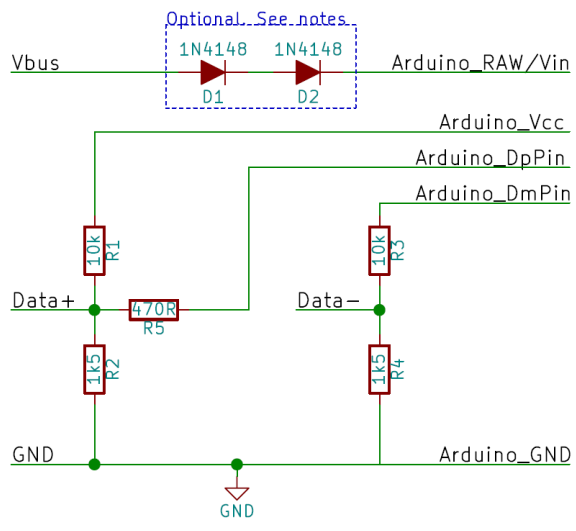 Optional. See notes
1N4148 1N4148
Vbus Arduino_RAW/Vin
D1 D2
Arduino_Vcc
Arduino_DpPin
Arduino_DmPin
10k R1 10k R3
Data+ 470R Data-
R5
1k5 R2 1k5 R4
GND Arduino_GND
GND